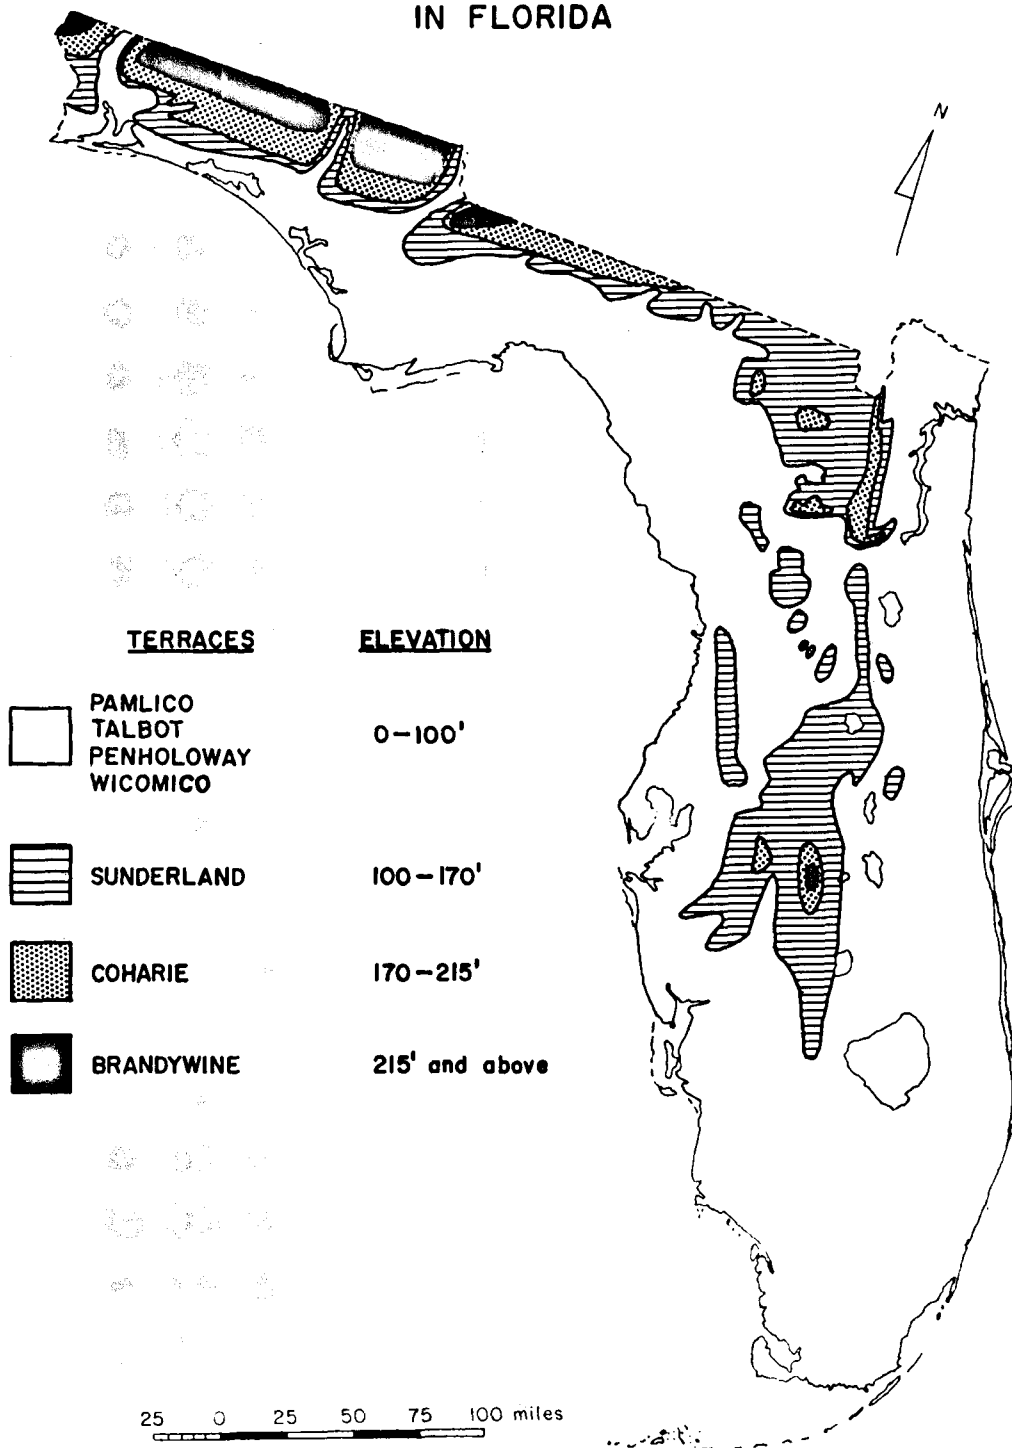 IN FLORIDA
N
TERRACES ELEVATION
PAMLICO
TALBOT
PENHOLOWAY
WICOMICO
0-100'
SUNDERLAND 100-170'
COHARIE 170-215'
BRANDYWINE 215' and above
25 0 25 50 75 100 miles